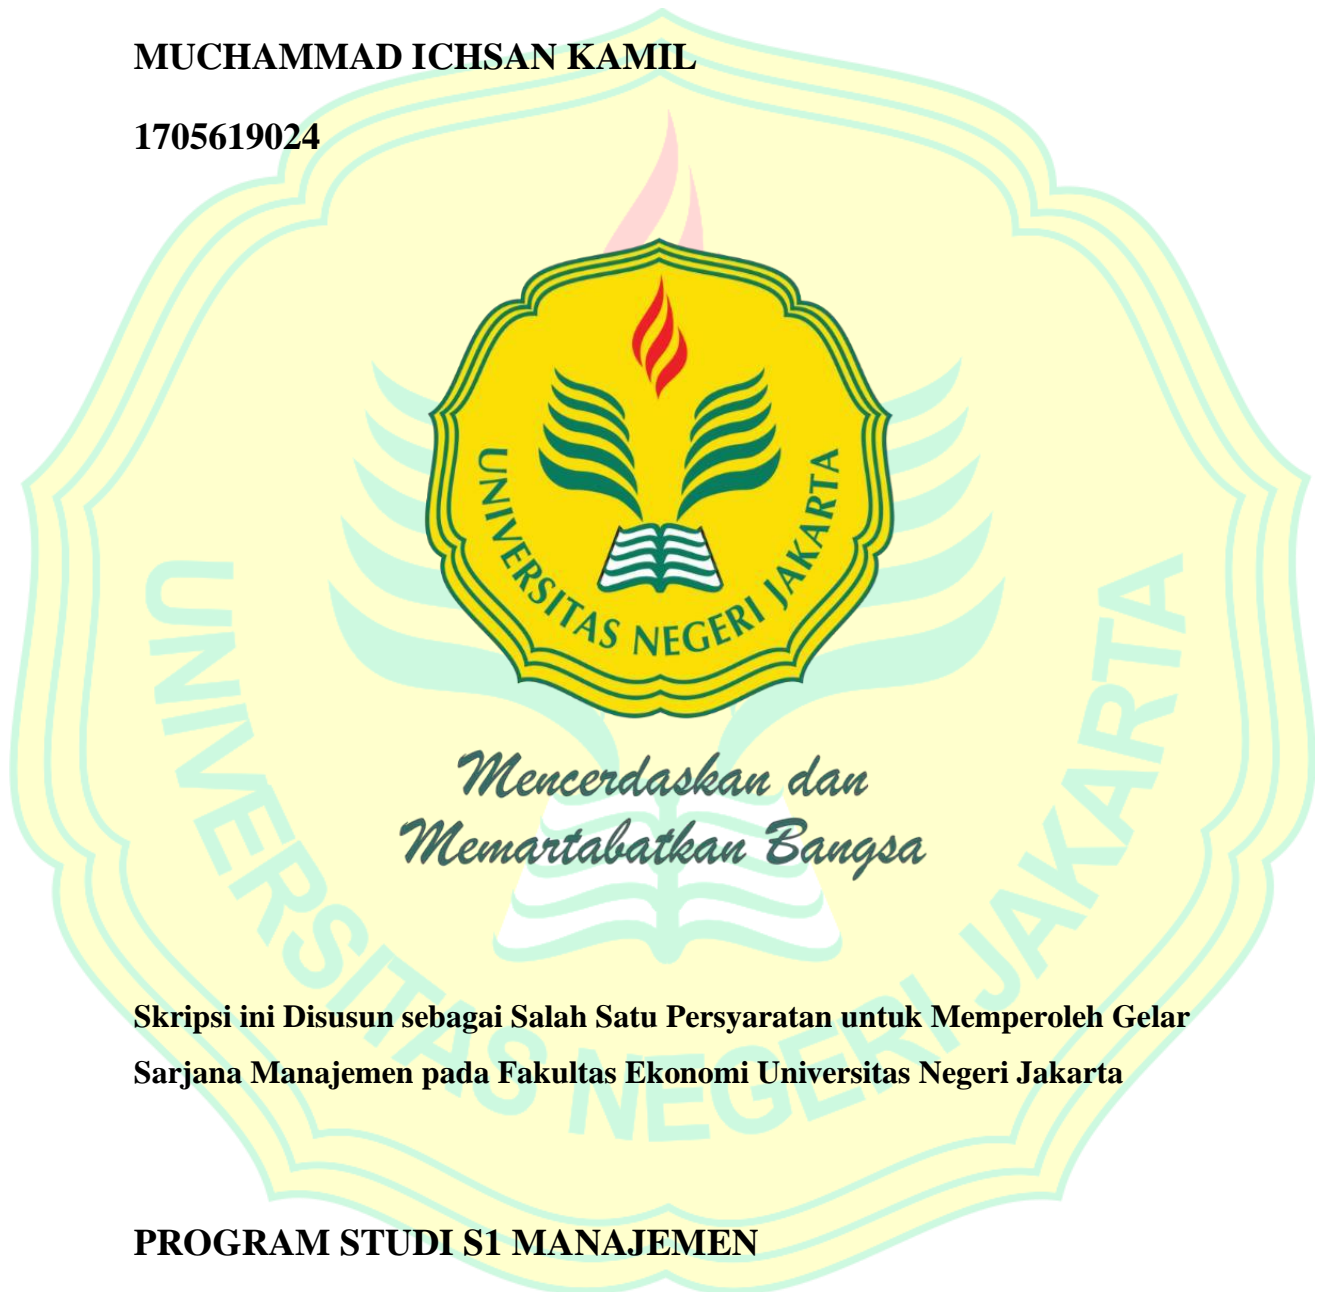 MUCHAMMAD ICHSAN KAMIL
1705619024
UNIVERSITAS NEGERI JAKARTA
Mencerdaskan dan
Memartabatkan Bangsa
Skripsi ini Disusun sebagai Salah Satu Persyaratan untuk Memperoleh Gelar
Sarjana Manajemen pada Fakultas Ekonomi Universitas Negeri Jakarta
PROGRAM STUDI S1 MANAJEMEN
UNIVERSITAS NEGERI JAKARTA